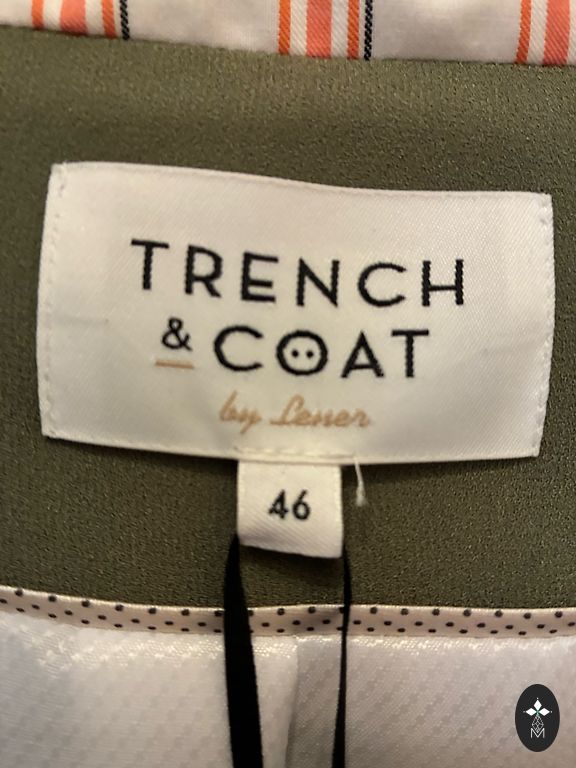 TRENCH
& COAT
by Lener
46
M